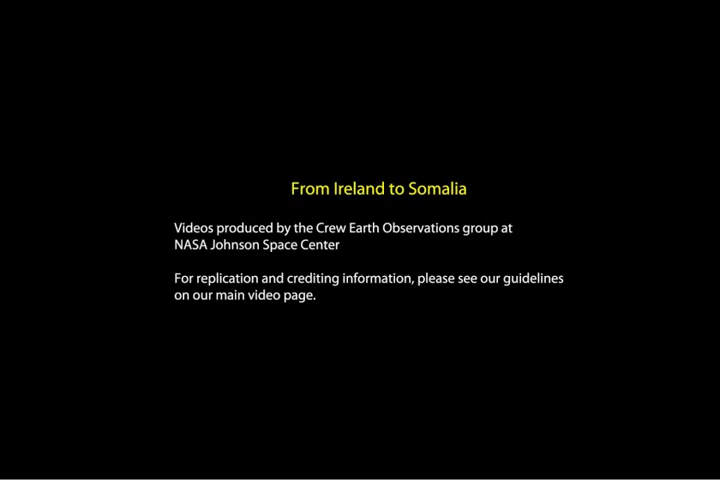 From Ireland to Somalia
Videos produced by the Crew Earth Observations group at
NASA Johnson Space Center
For replication and crediting information, please see our guidelines
on our main video page.